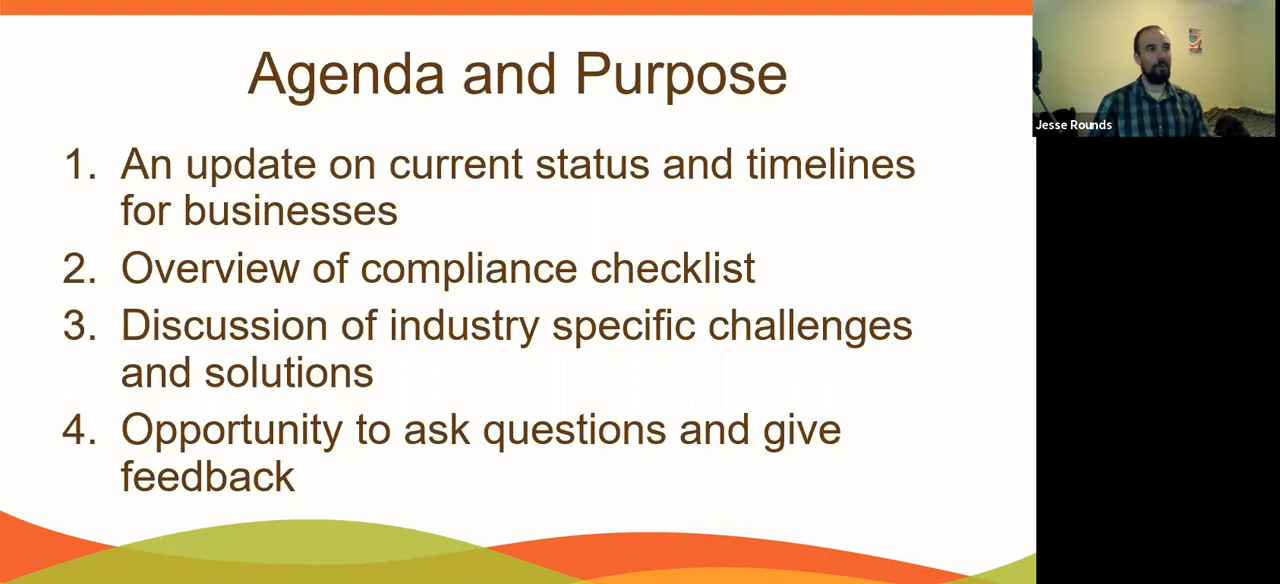 Agenda and Purpose
1. An update on current status and timelines
for businesses
2. Overview of compliance checklist
3. Discussion of industry specific challenges
and solutions
4. Opportunity to ask questions and give
feedback
Jesse Rounds